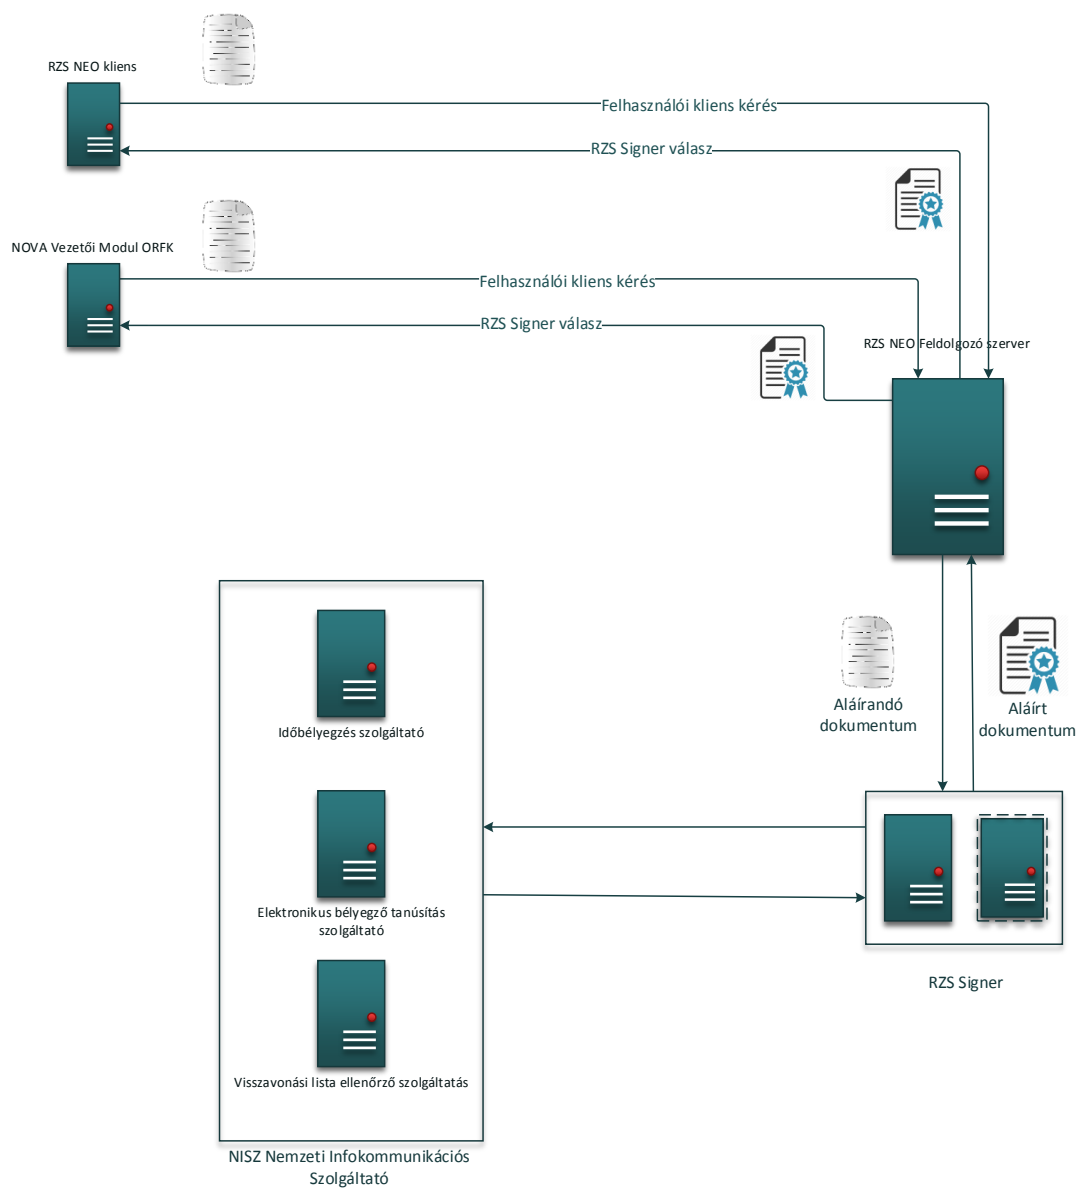 RZS NEO kliens
Felhasználói kliens kérés
RZS Signer válasz
NOVA Vezetői Modul ORFK
Felhasználói kliens kérés
RZS Signer válasz
RZS NEO Feldolgozó szerver
Aláírandó
dokumentum
Aláírt
dokumentum
Időbélyegzés szolgáltató
Elektronikus bélyegző tanúsítás
szolgáltató
RZS Signer
Visszavonási lista ellenőrző szolgáltatás
NISZ Nemzeti Infokommunikációs
Szolgáltató